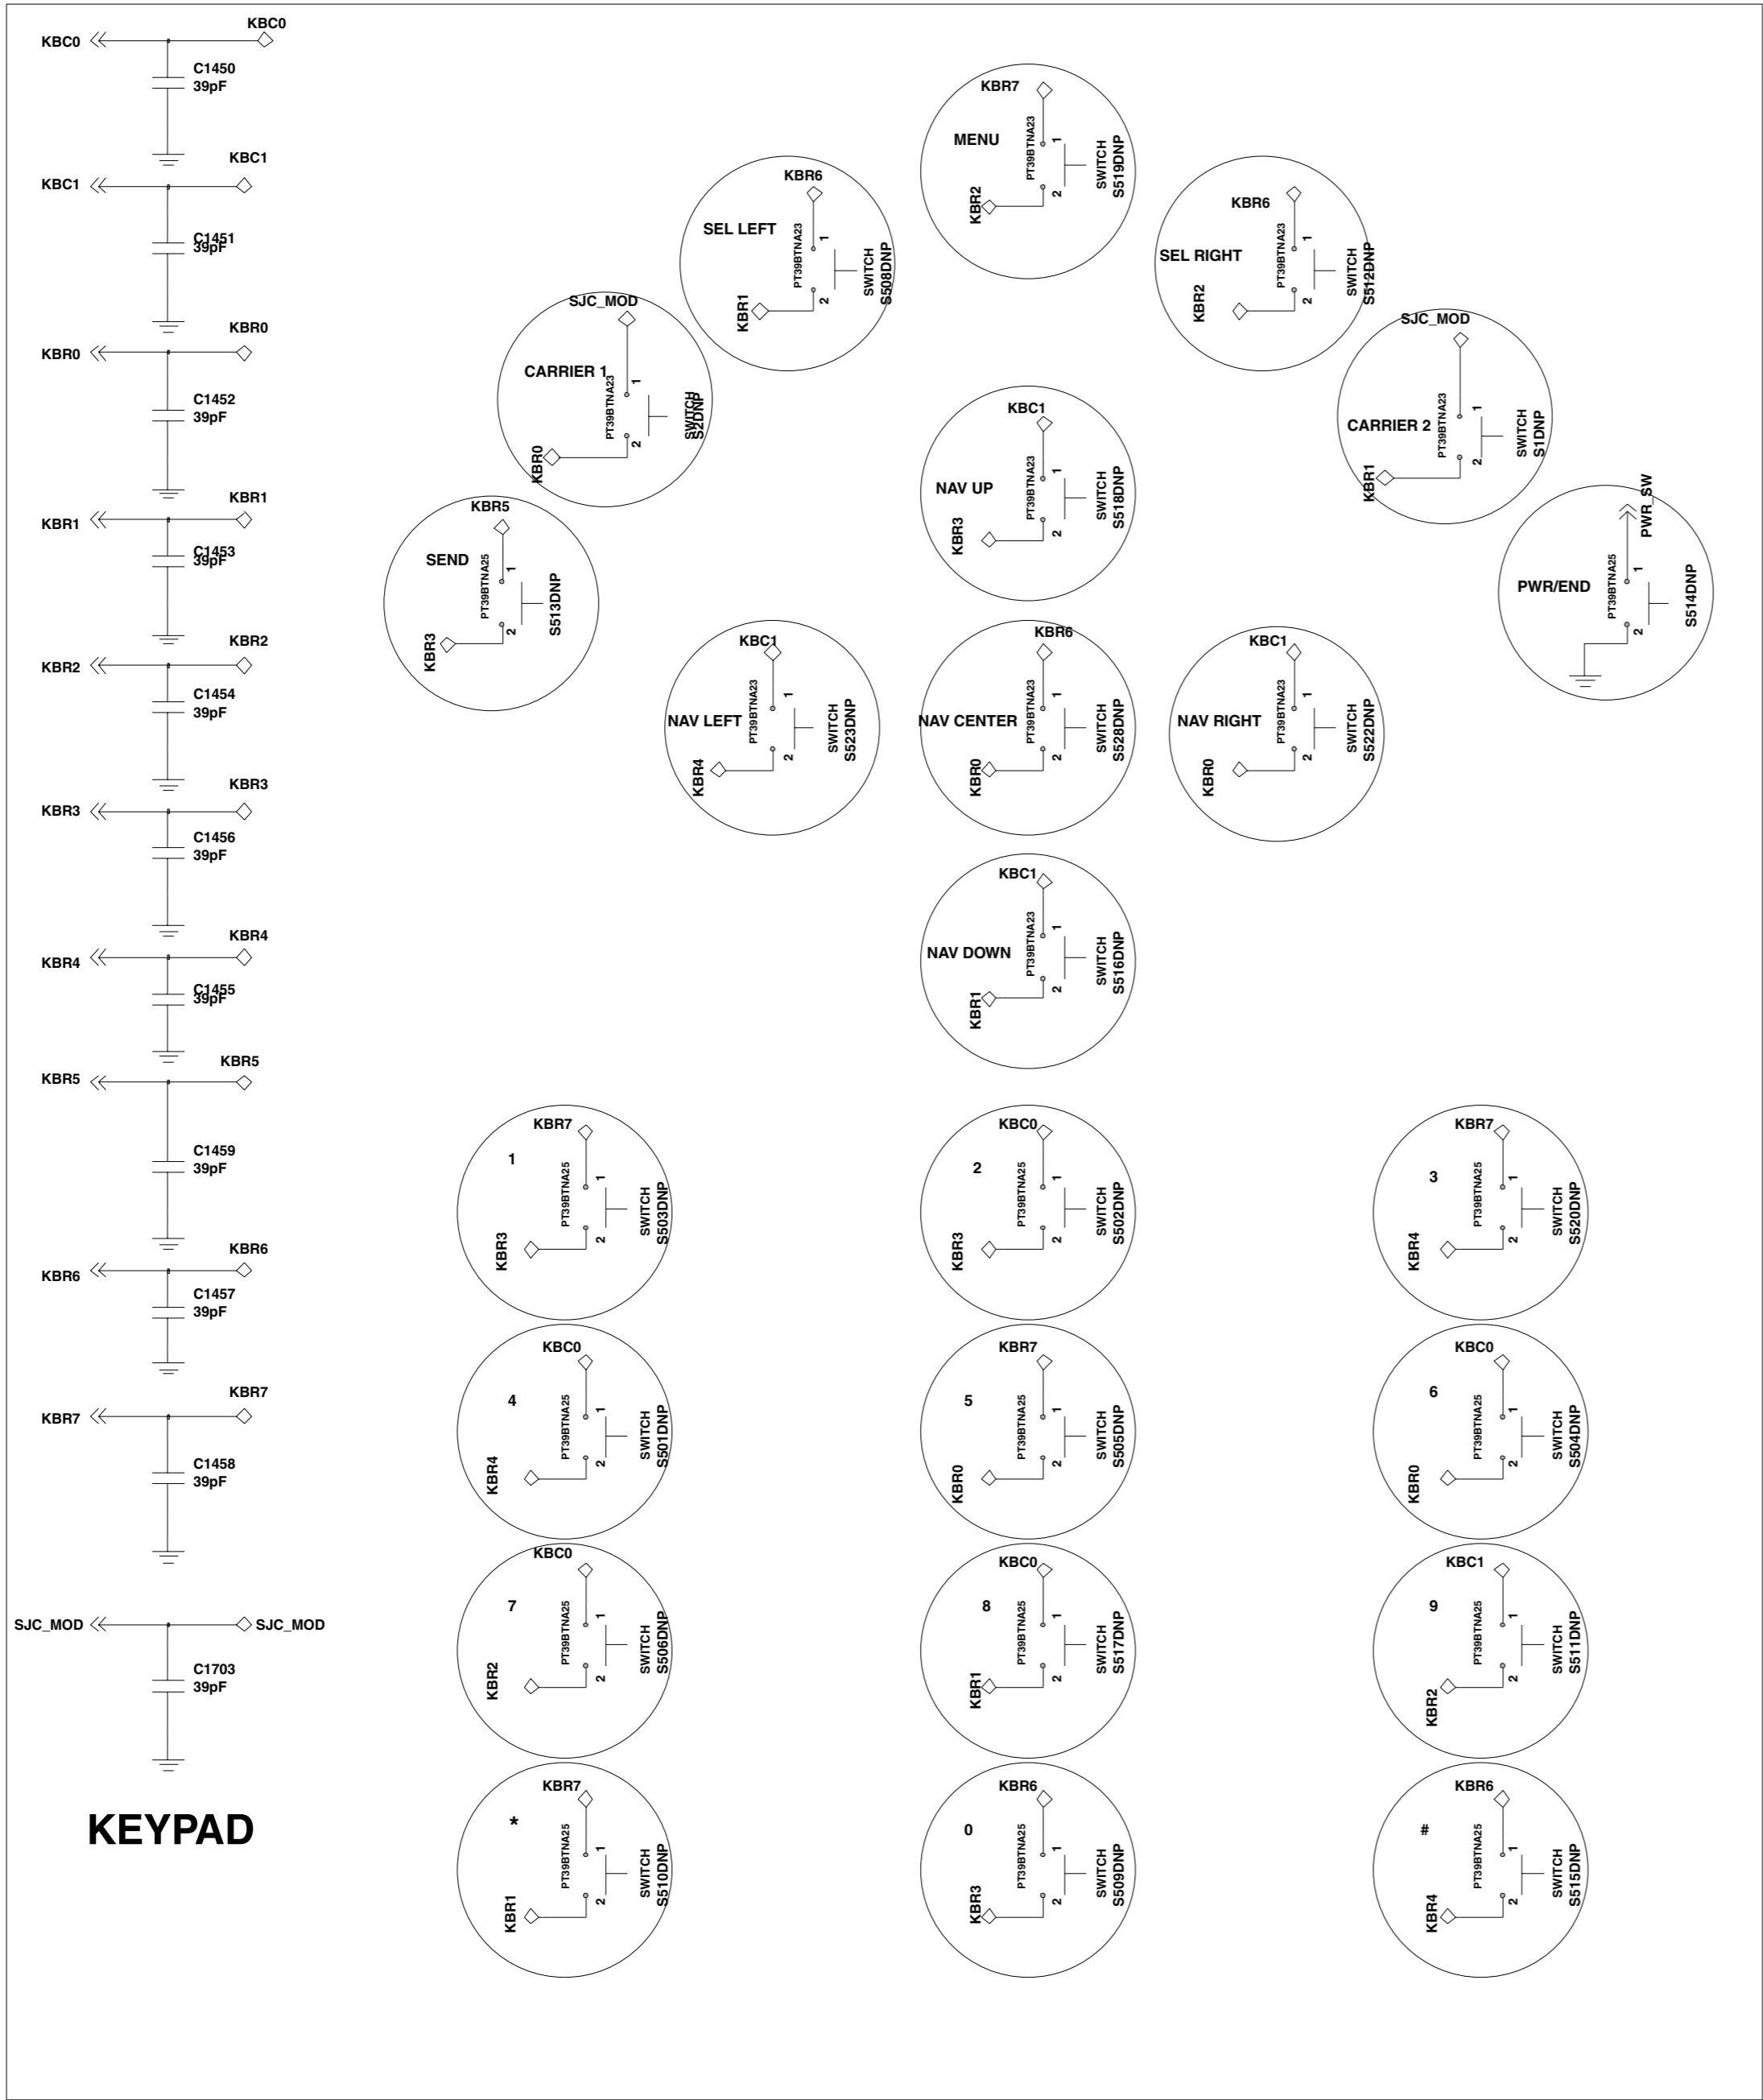 KBC0
KBC0
C1450
39pF
KBC1
KBC1
C1451
39pF
KBR0
KBR0
C1452
39pF
KBR1
KBR1
C1453
39pF
KBR2
KBR2
C1454
39pF
KBR3
KBR3
C1456
39pF
KBR4
KBR4
C1455
39pF
KBR5
KBR5
C1459
39pF
KBR6
KBR6
C1457
39pF
KBR7
KBR7
C1458
39pF
SJC_MOD
SJC_MOD
C1703
39pF
KEYPAD
KBR7
MENU
PT39BTNA23
1
2
KBR2
SWITCH
S519DNP
KBR6
SEL LEFT
PT39BTNA23
1
2
KBR1
SWITCH
S508DNP
KBR6
SEL RIGHT
PT39BTNA23
1
2
KBR2
SWITCH
S512DNP
SJC_MOD
CARRIER 1
PT39BTNA23
1
2
KBR0
SWITCH
S2DNP
SJC_MOD
CARRIER 2
PT39BTNA23
1
2
KBR1
SWITCH
S1DNP
KBC1
NAV UP
PT39BTNA23
1
2
KBR3
SWITCH
S518DNP
KBR5
SEND
PT39BTNA25
1
2
KBR3
S513DNP
PWR_SW
PWR/END
PT39BTNA25
1
2
S514DNP
KBC1
NAV LEFT
PT39BTNA23
1
2
KBR4
SWITCH
S523DNP
KBR6
NAV CENTER
PT39BTNA23
1
2
KBR0
SWITCH
S528DNP
KBC1
NAV RIGHT
PT39BTNA23
1
2
KBR0
SWITCH
S522DNP
KBC1
NAV DOWN
PT39BTNA23
1
2
KBR1
SWITCH
S516DNP
KBR7
1
PT39BTNA25
1
2
KBR3
SWITCH
S503DNP
KBC0
2
PT39BTNA25
1
2
KBR3
SWITCH
S502DNP
KBR7
3
PT39BTNA25
1
2
KBR4
SWITCH
S520DNP
KBC0
4
PT39BTNA25
1
2
KBR4
SWITCH
S501DNP
KBR7
5
PT39BTNA25
1
2
KBR0
SWITCH
S505DNP
KBC0
6
PT39BTNA25
1
2
KBR0
SWITCH
S504DNP
KBC0
7
PT39BTNA25
1
2
KBR2
SWITCH
S506DNP
KBC0
8
PT39BTNA25
1
2
KBR1
SWITCH
S517DNP
KBC1
9
PT39BTNA25
1
2
KBR2
SWITCH
S511DNP
KBR7
*
PT39BTNA25
1
2
KBR1
SWITCH
S510DNP
KBR6
0
PT39BTNA25
1
2
KBR3
SWITCH
S509DNP
KBR6
#
PT39BTNA25
1
2
KBR4
SWITCH
S515DNP